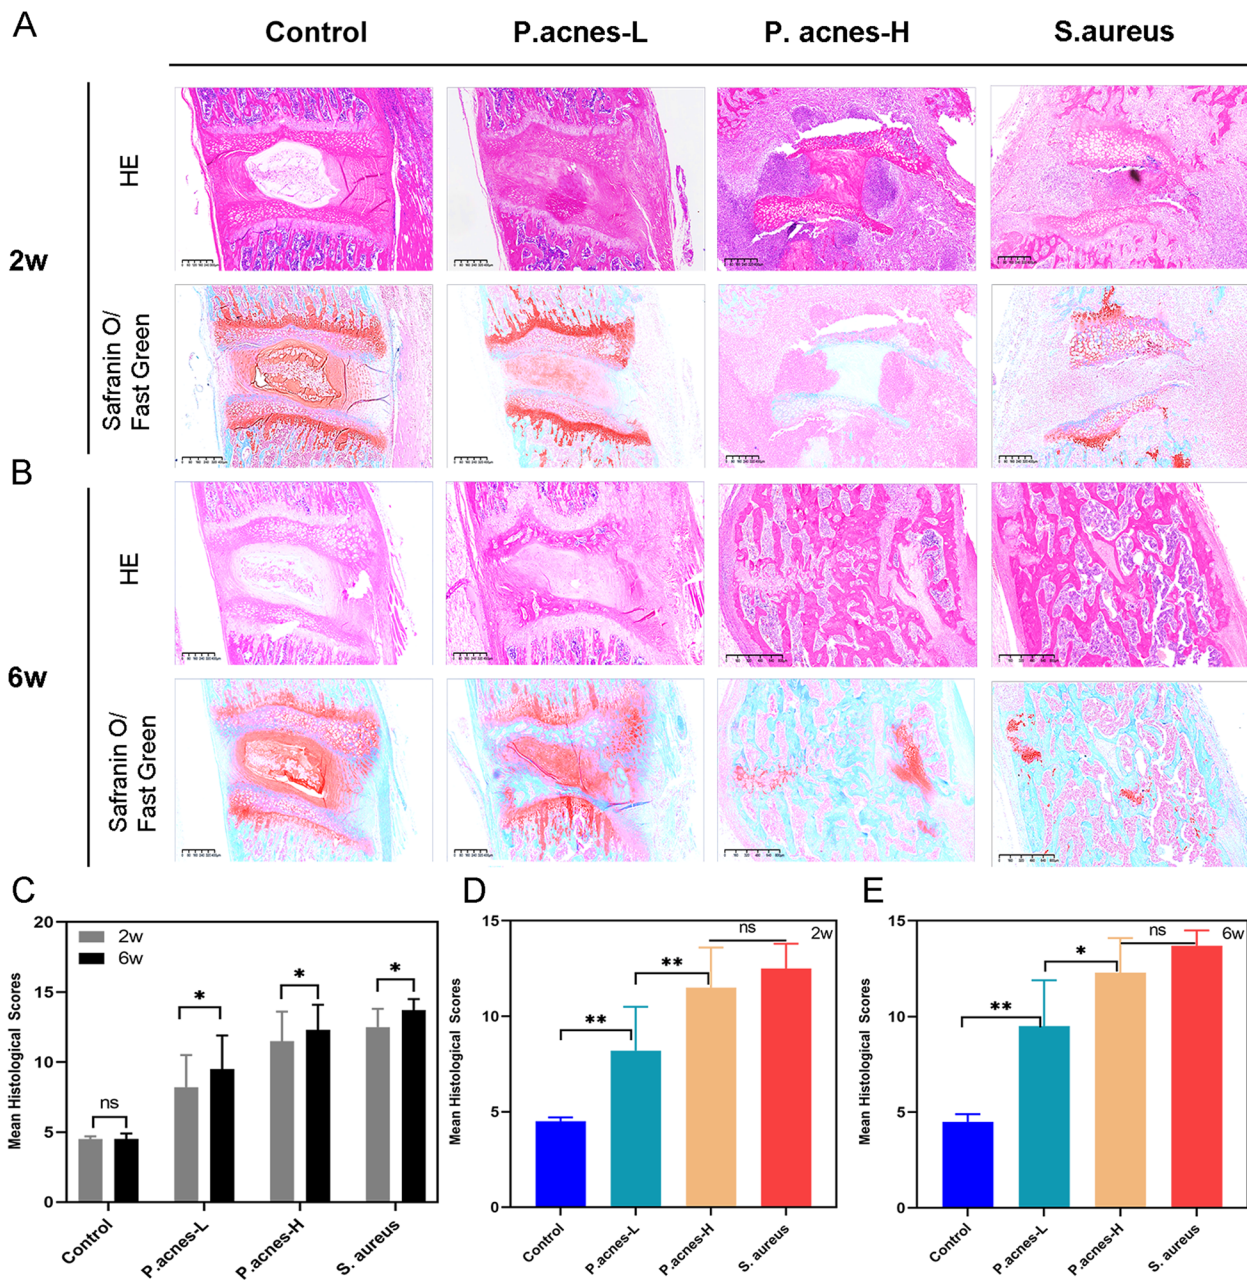 A
Control
P.acnes-L
P. acnes-H
S.aureus
2w
HE
Safranin O/
Fast Green
B
6w
HE
Safranin O/
Fast Green
C
Mean Histological Scores
20
15
10
5
0
2w
6w
ns
*
*
*
Control
P.acnes-L
P.acnes-H
S. aureus
D
Mean Histological Scores
15
10
5
0
2w
**
**
ns
Control
P.acnes-L
P.acnes-H
S. aureus
E
Mean Histological Scores
15
10
5
0
6w
**
*
ns
Control
P.acnes-L
P.acnes-H
S. aureus